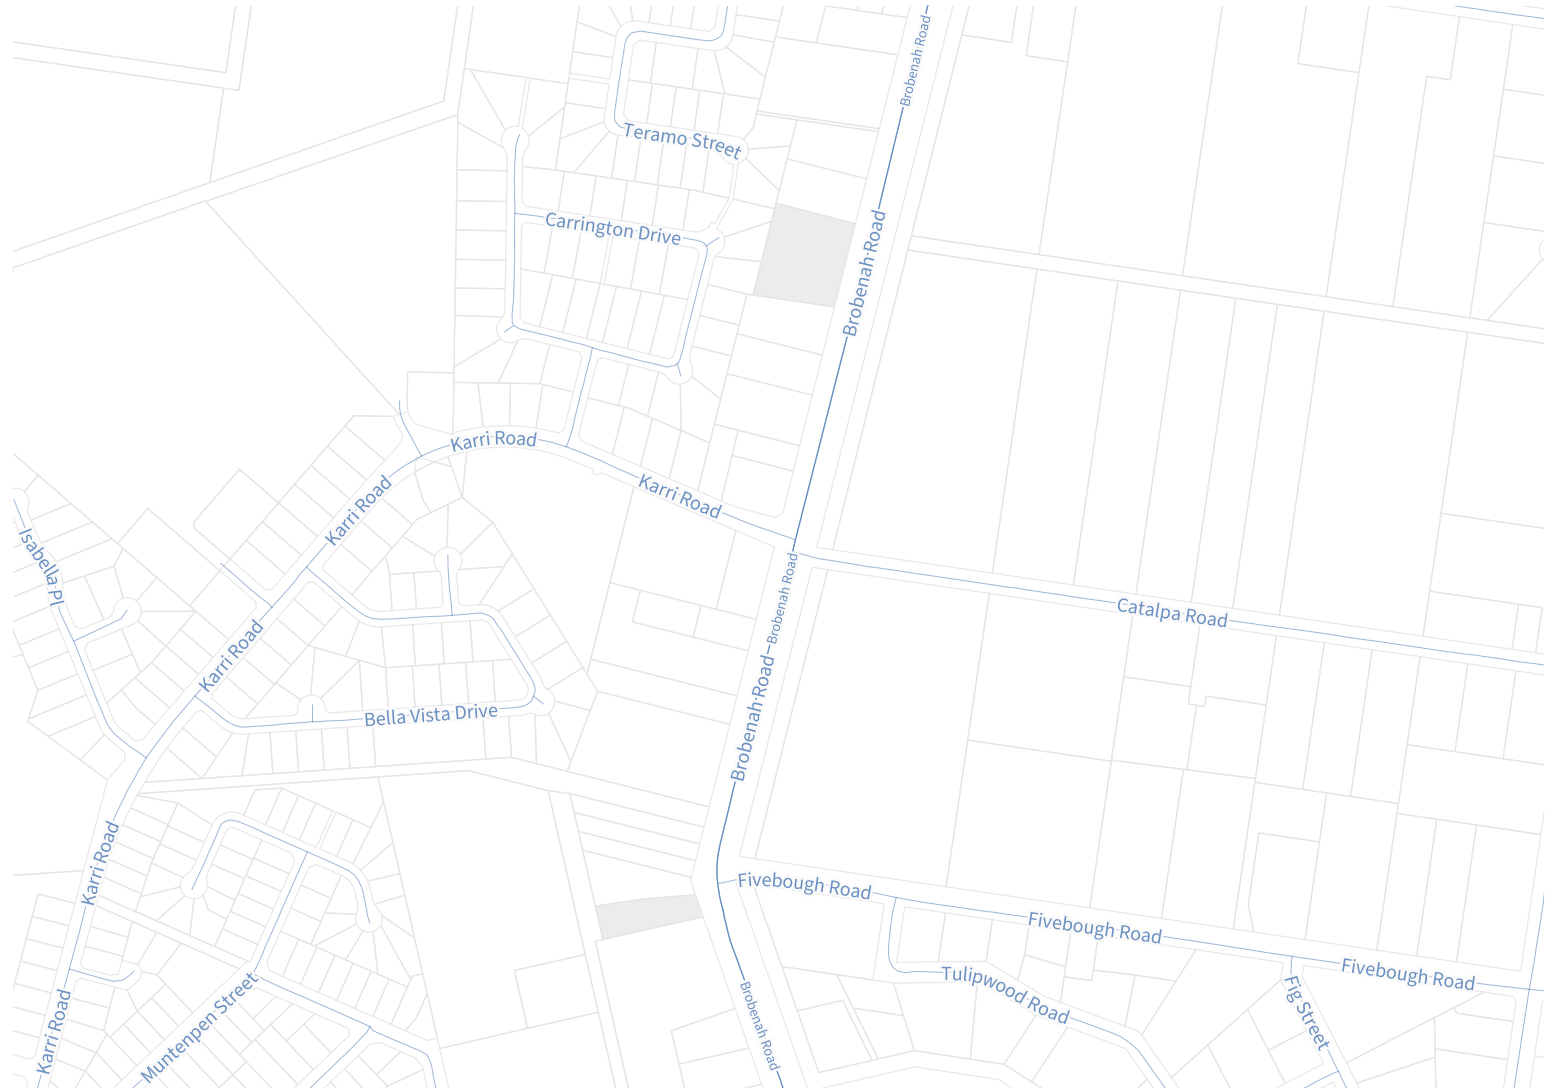 Brobenah Road
Teramo Street
Carrington Drive
Brobenah Road
Karri Road
Karri Road
Karri Road
Isabella Pl
Brobenah Road
Catalpa Road
Karri Road
Bella Vista Drive
Brobenah Road
Karri Road
Fivebough Road
Fivebough Road
Fivebough Road
Tulipwood Road
Fig Street
Karri Road
Muntenpen Street
Brobenah Road